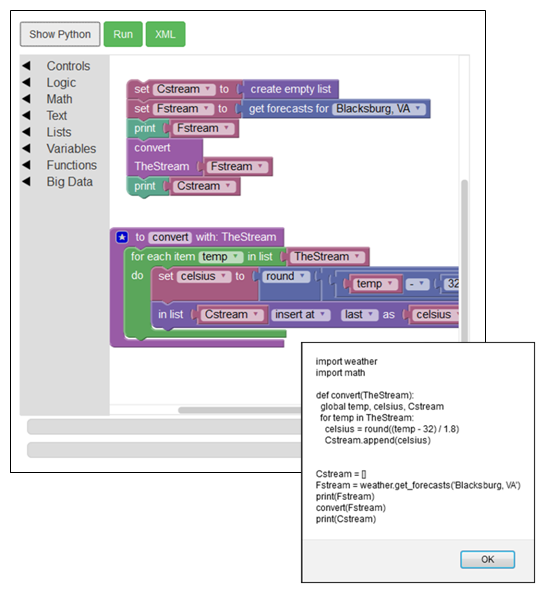 Show Python Run XML
Controls
Logic
Math
Text
Lists
Variables
Functions
Big Data
set Cstream to create empty list
set Fstream to get forecasts for Blacksburg, VA
print Fstream
convert
TheStream Fstream
print Cstream
to convert with: TheStream
for each item temp in list TheStream
do set celsius to round temp - 32
in list Cstream insert at last as celsius
import weather
import math
def convert(TheStream):
global temp, celsius, Cstream
for temp in TheStream:
celsius = round((temp - 32) / 1.8)
Cstream.append(celsius)
Cstream = []
Fstream = weather.get_forecasts('Blacksburg, VA')
print(Fstream)
convert(Fstream)
print(Cstream)
OK